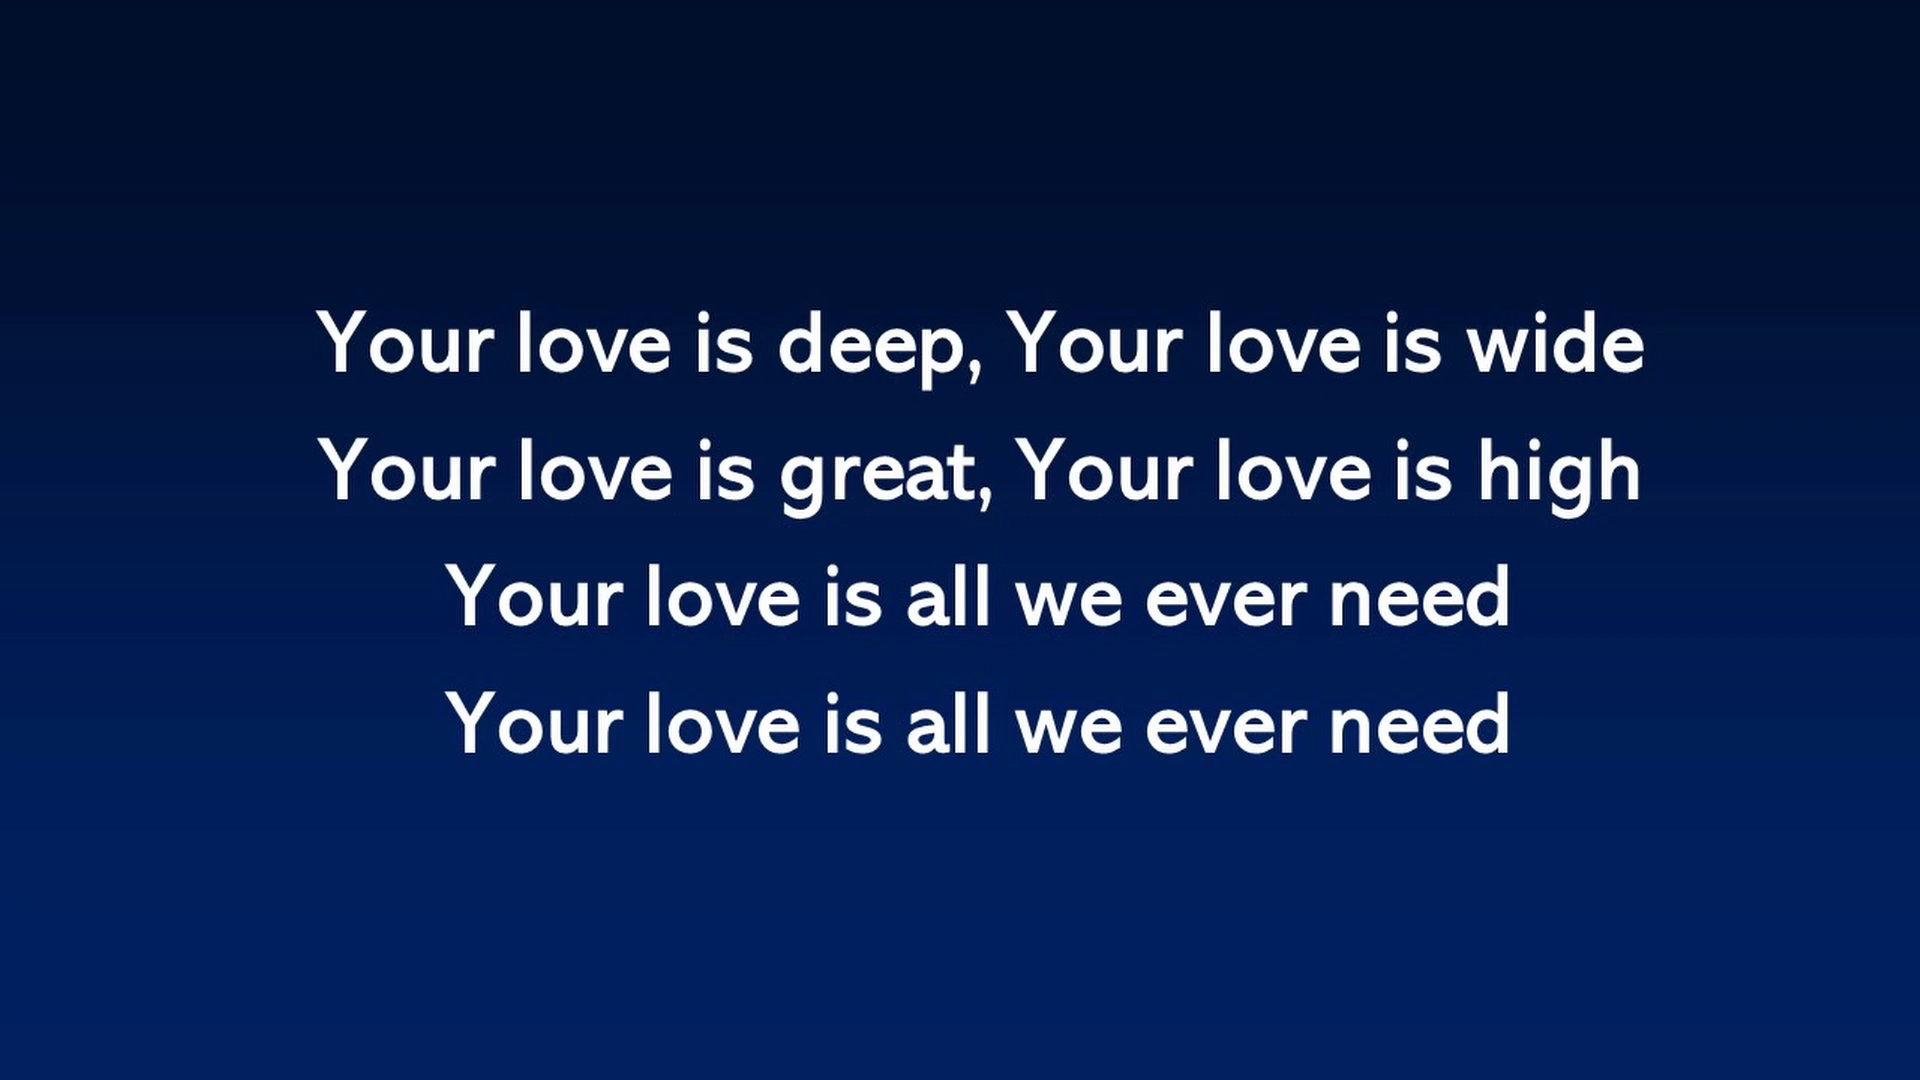 Your love is deep, Your love is wide
Your love is great, Your love is high
Your love is all we ever need
Your love is all we ever need